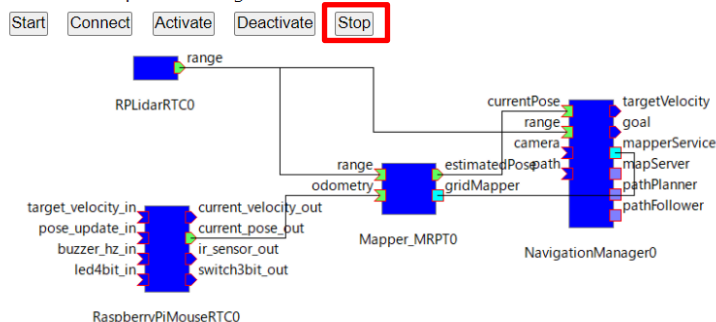 Start Connect Activate Deactivate Stop
range
RPLidarRTC0
currentPose
range
camera
path
targetVelocity
goal
mapperService
mapServer
pathPlanner
pathFollower
NavigationManager0
range
odometry
estimatedPose
gridMapper
Mapper_MRPT0
target_velocity_in
pose_update_in
buzzer_hz_in
led4bit_in
current_velocity_out
current_pose_out
ir_sensor_out
switch3bit_out
RaspberryPiMouseRTC0